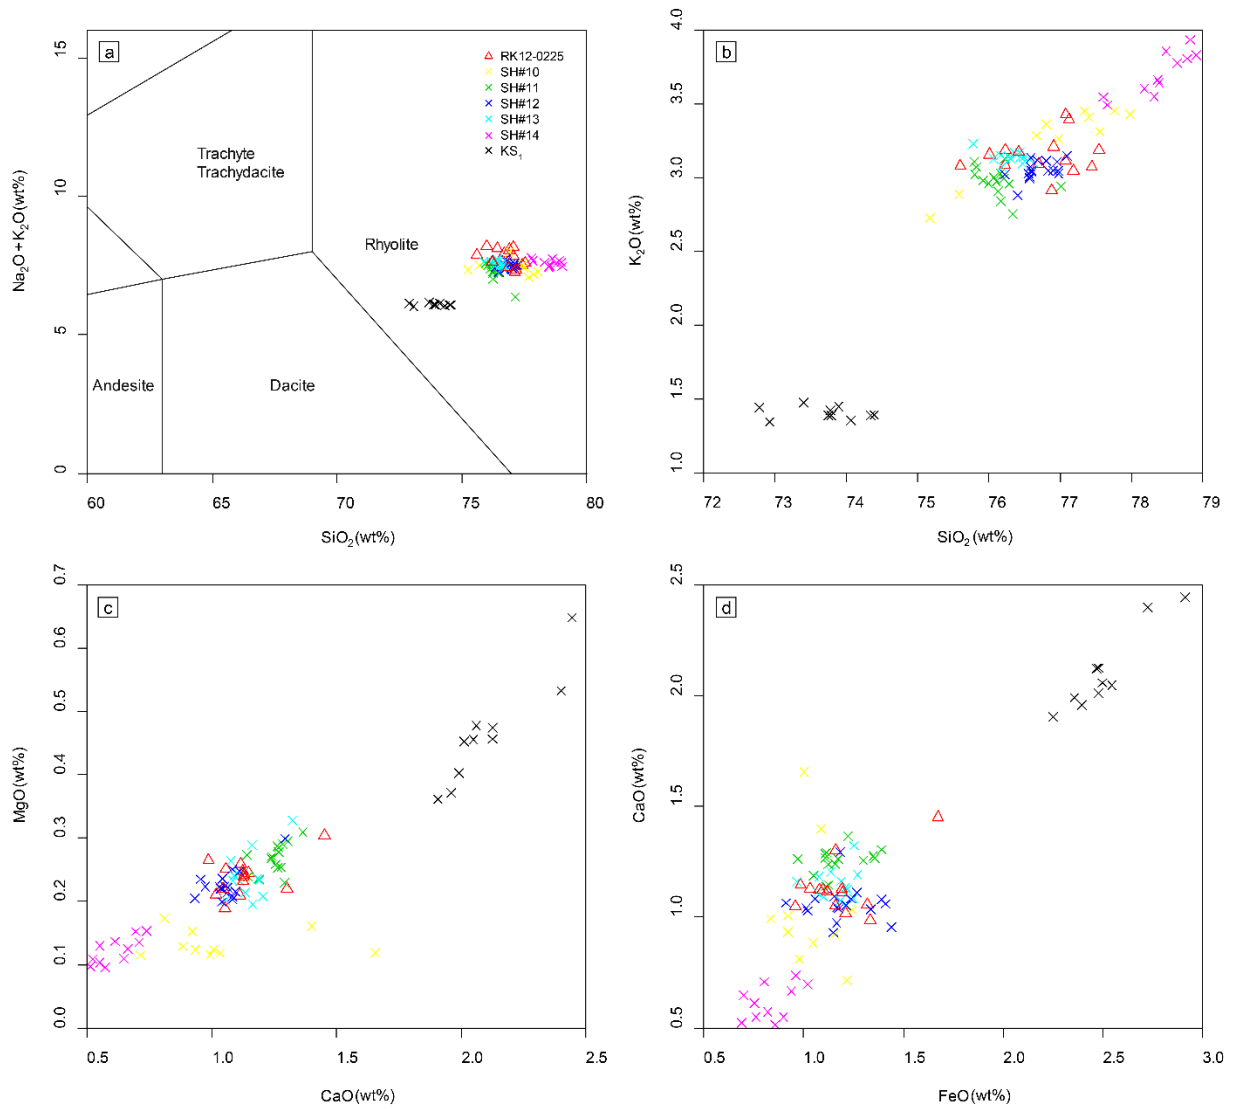 a
RK12-0225
SH#10
SH#11
SH#12
SH#13
SH#14
KS₁
Trachyte
Trachydacite
Rhyolite
Andesite
Dacite
0
5
10
15
Na₂O+K₂O(wt%)
60
65
70
75
80
SiO₂(wt%)
b
1.0
1.5
2.0
2.5
3.0
3.5
4.0
K₂O(wt%)
72
73
74
75
76
77
78
79
SiO₂(wt%)
c
0.0
0.1
0.2
0.3
0.4
0.5
0.6
0.7
MgO(wt%)
0.5
1.0
1.5
2.0
2.5
CaO(wt%)
d
0.5
1.0
1.5
2.0
2.5
CaO(wt%)
0.5
1.0
1.5
2.0
2.5
3.0
FeO(wt%)